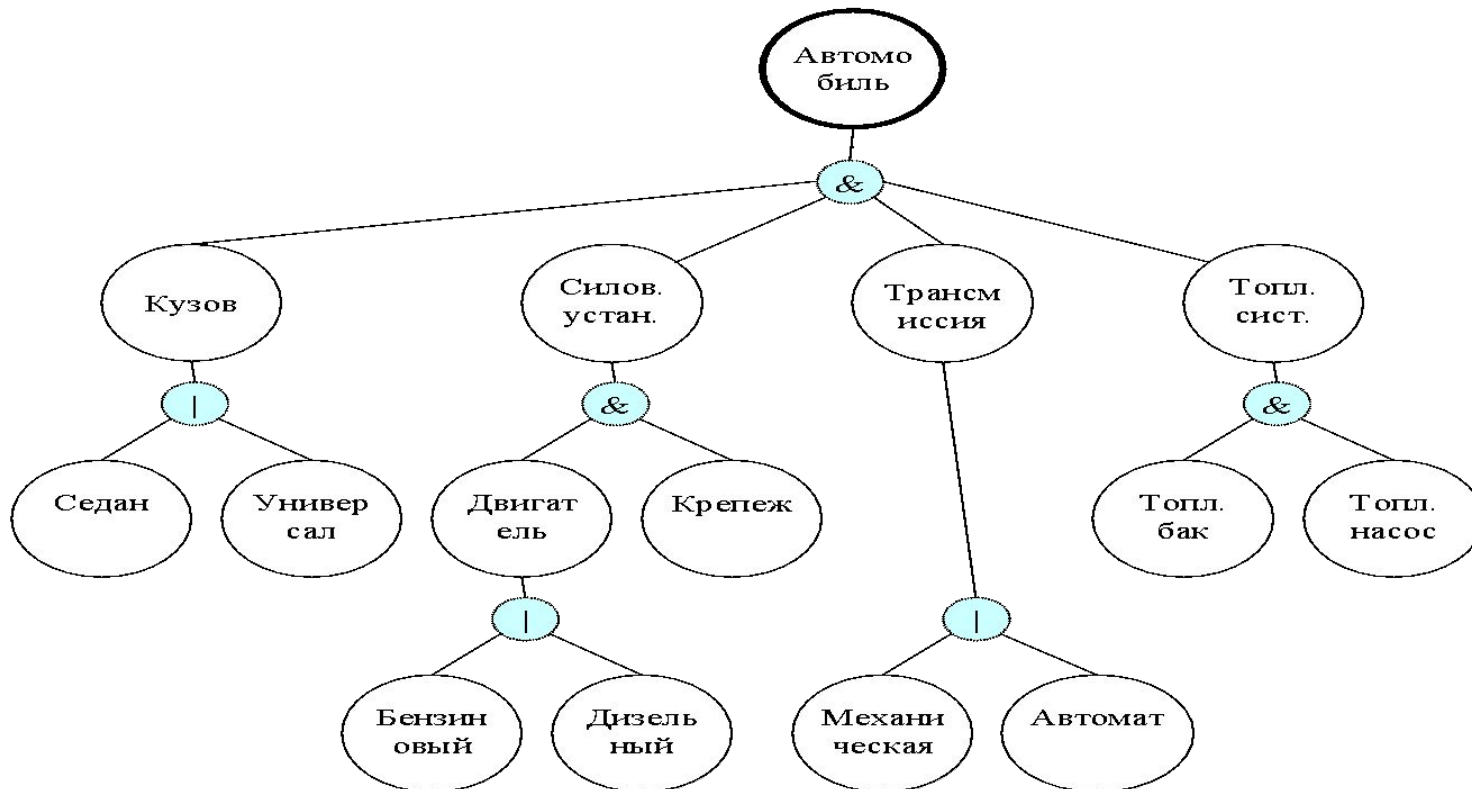 Автомо
биль
&
Кузов
Силов.
устан.
Трансм
иссия
Топл.
сист.
|
&
&
Седан
Универ
сал
Двигат
ель
Крепеж
Топл.
бак
Топл.
насос
|
|
Бензин
овый
Дизель
ный
Механи
ческая
Автомат